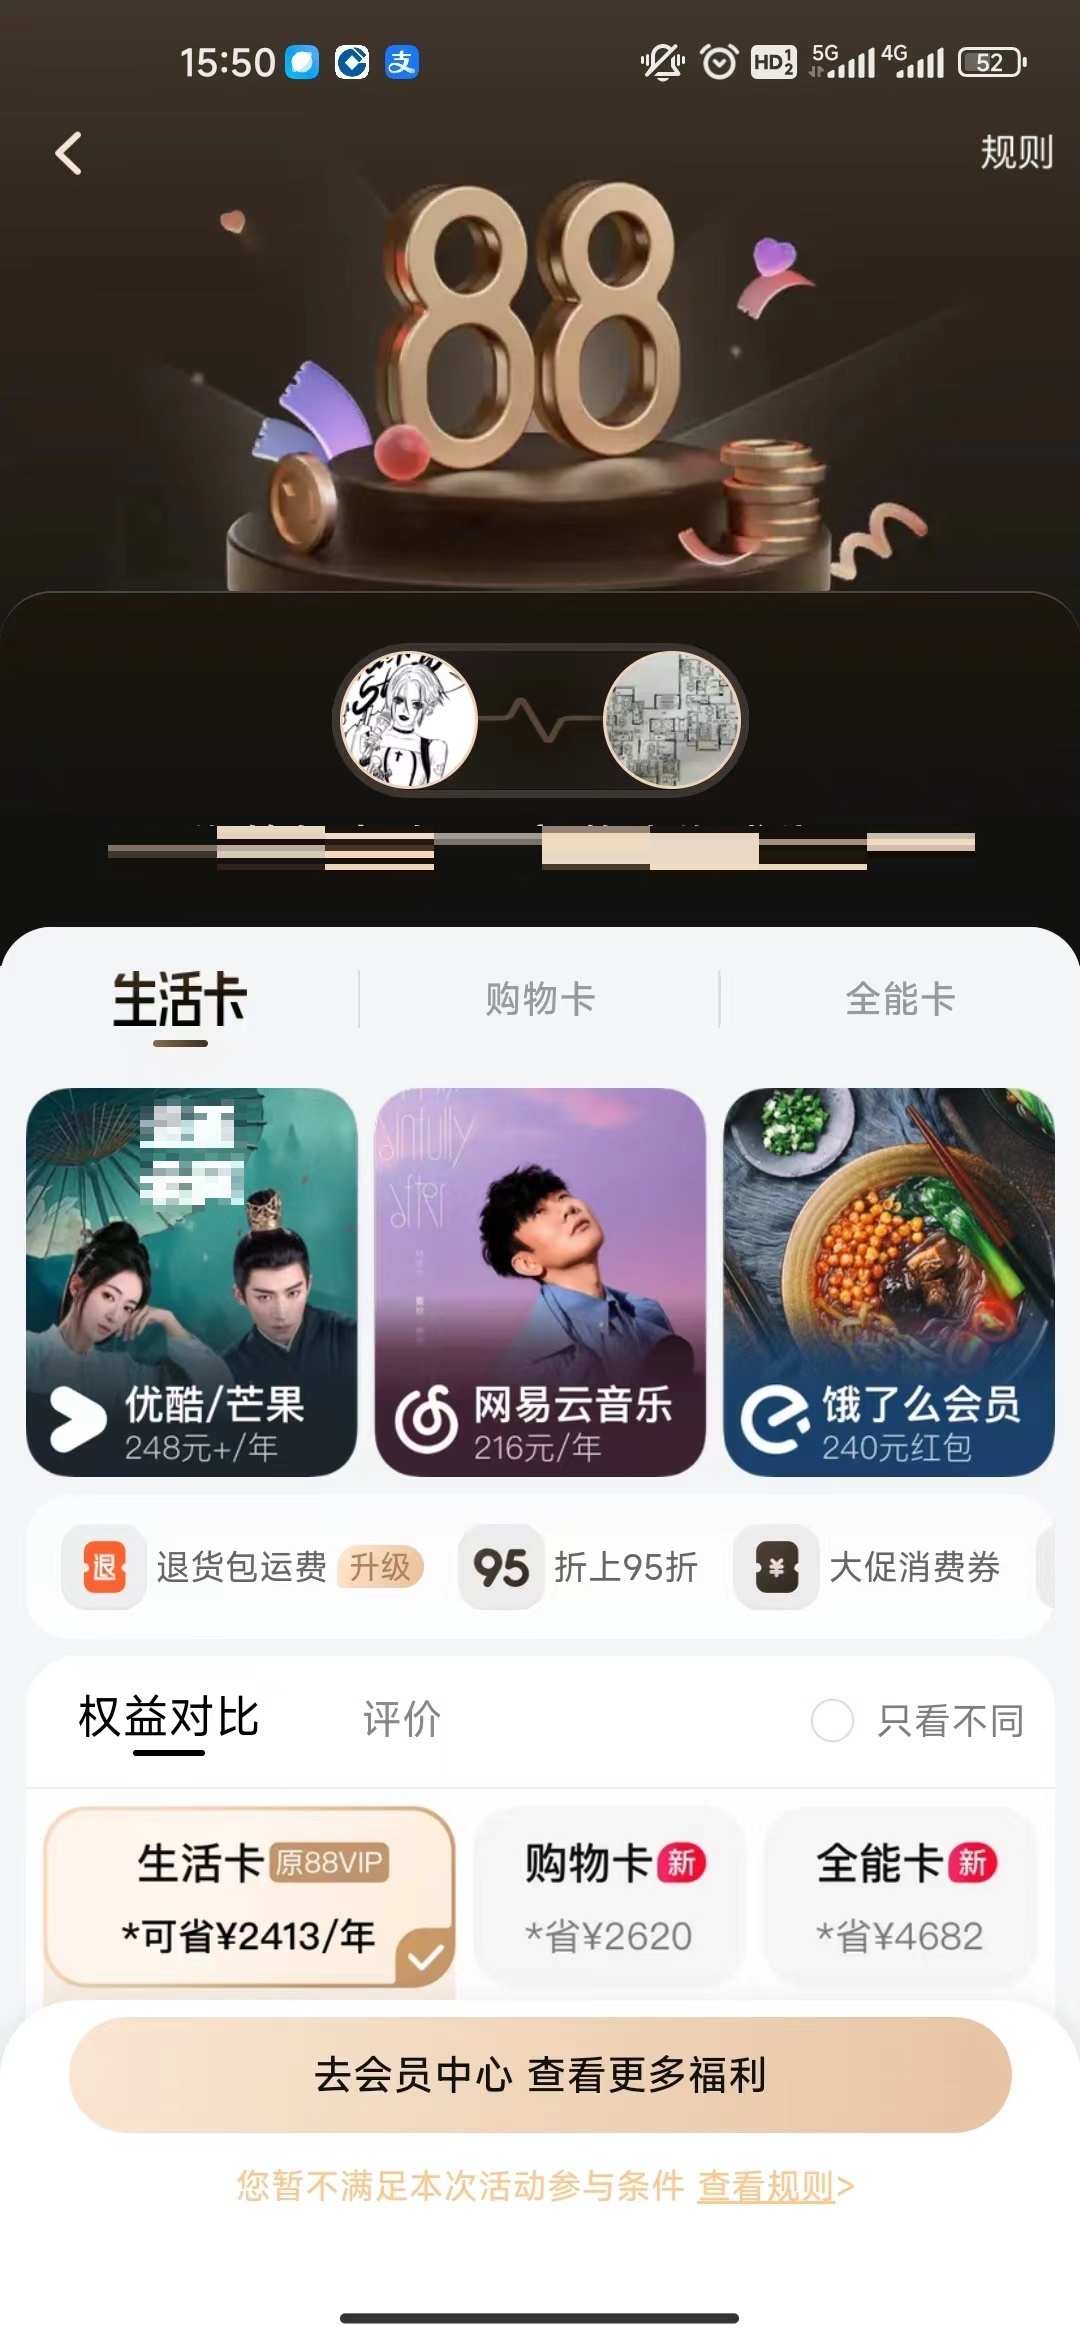 15:50
支
HD 1 2
5G
4G
52
规则
88
生活卡
购物卡
全能卡
优酷/芒果
248元+/年
网易云音乐
216元/年
饿了么会员
240元红包
退 退货包运费 升级
95 折上95折
¥ 大促消费券
权益对比
评价
只看不同
生活卡 原88VIP
*可省¥2413/年
购物卡 新
*省¥2620
全能卡 新
*省¥4682
去会员中心 查看更多福利
您暂不满足本次活动参与条件 查看规则>